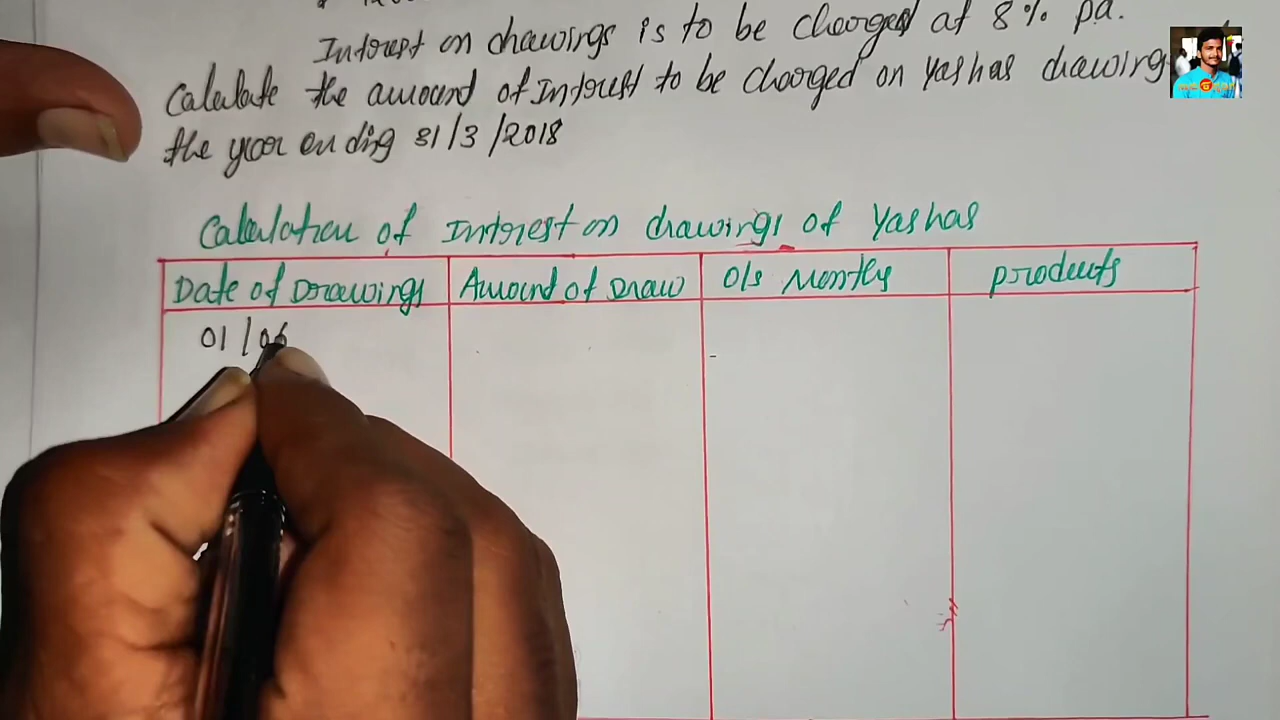 Interest on drawings is to be charged at 8% pa.
Calculate the amount of Interest to be charged on Yashas drawing
the year ending 31/3/2018
Calculation of Interest on drawings of Yashas
Date of Drawings Amount of Draw O/s Months Products
01/06